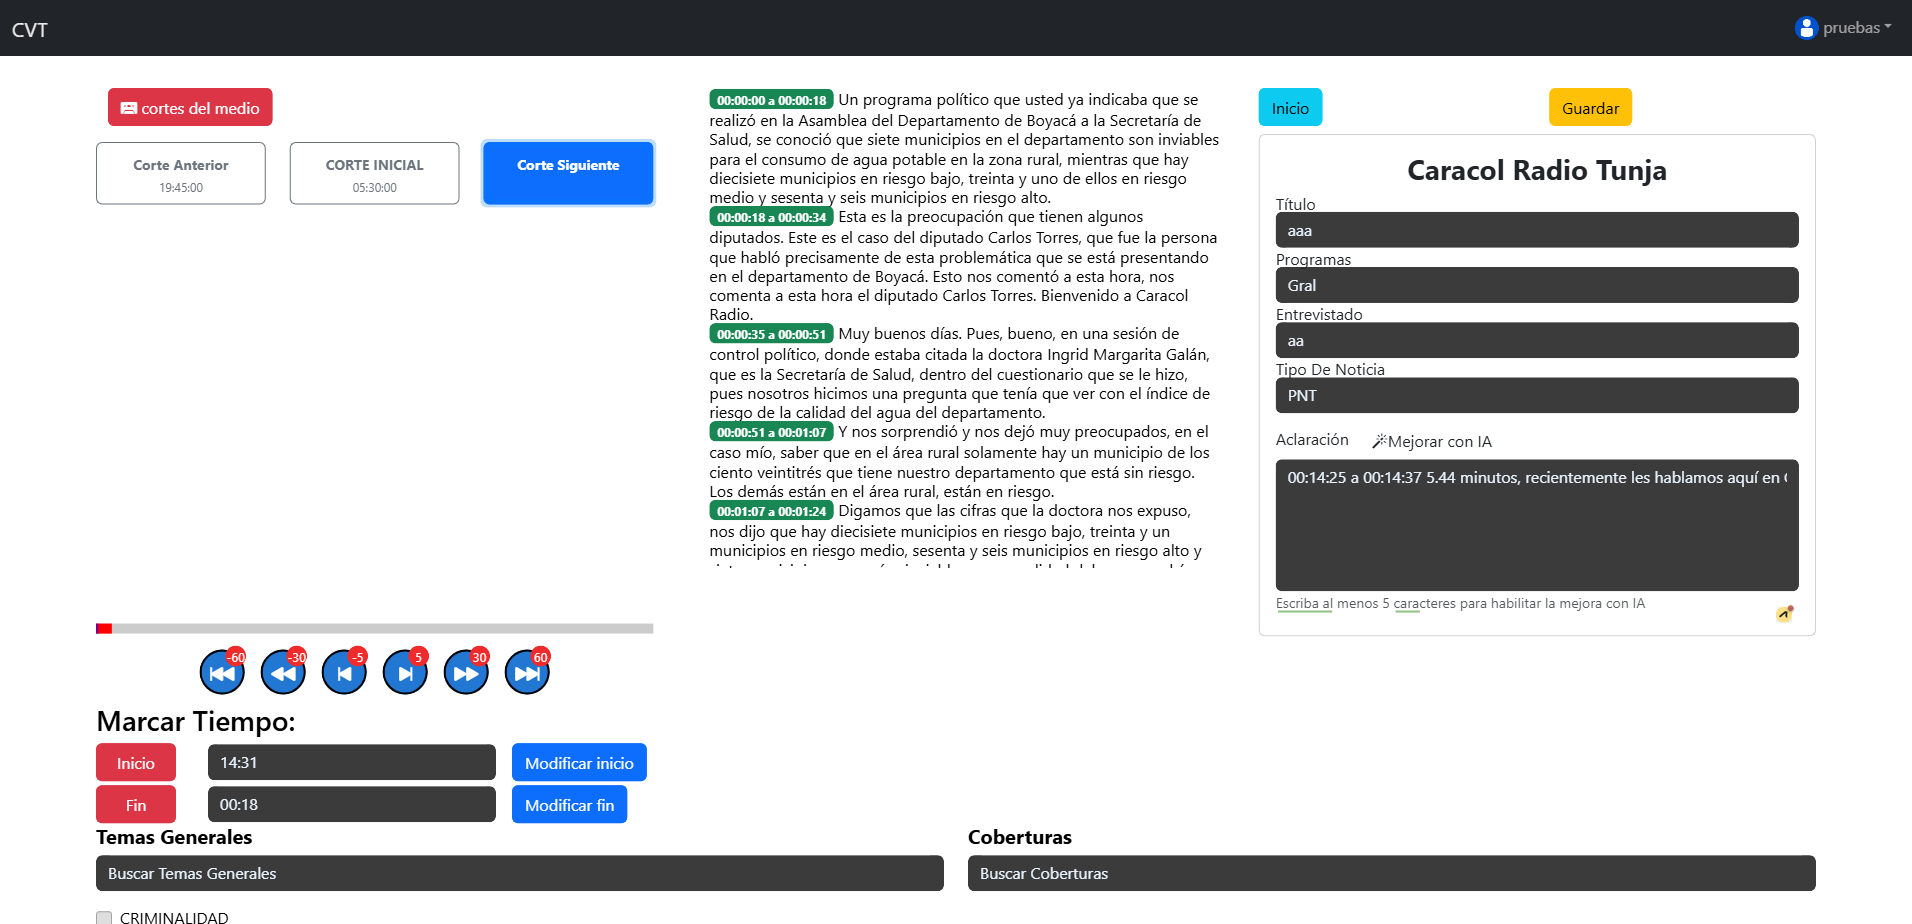 CVT
pruebas
cortes del medio
Corte Anterior
19:45:00
CORTE INICIAL
05:30:00
Corte Siguiente
-60
-30
-5
5
30
60
Marcar Tiempo:
Inicio
14:31
Modificar inicio
Fin
00:18
Modificar fin
00:00:00 a 00:00:18 Un programa político que usted ya indicaba que se
realizó en la Asamblea del Departamento de Boyacá a la Secretaría de
Salud, se conoció que siete municipios en el departamento son inviables
para el consumo de agua potable en la zona rural, mientras que hay
diecisiete municipios en riesgo bajo, treinta y uno de ellos en riesgo
medio y sesenta y seis municipios en riesgo alto.
00:00:18 a 00:00:34 Esta es la preocupación que tienen algunos
diputados. Este es el caso del diputado Carlos Torres, que fue la persona
que habló precisamente de esta problemática que se está presentando
en el departamento de Boyacá. Esto nos comentó a esta hora, nos
comenta a esta hora el diputado Carlos Torres. Bienvenido a Caracol
Radio.
00:00:35 a 00:00:51 Muy buenos días. Pues, bueno, en una sesión de
control político, donde estaba citada la doctora Ingrid Margarita Galán,
que es la Secretaría de Salud, dentro del cuestionario que se le hizo,
pues nosotros hicimos una pregunta que tenía que ver con el índice de
riesgo de la calidad del agua del departamento.
00:00:51 a 00:01:07 Y nos sorprendió y nos dejó muy preocupados, en el
caso mío, saber que en el área rural solamente hay un municipio de los
ciento veintitrés que tiene nuestro departamento que está sin riesgo.
Los demás están en el área rural, están en riesgo.
00:01:07 a 00:01:24 Digamos que las cifras que la doctora nos expuso,
nos dijo que hay diecisiete municipios en riesgo bajo, treinta y un
municipios en riesgo medio, sesenta y seis municipios en riesgo alto y
Inicio
Guardar
Caracol Radio Tunja
Título
aaa
Programas
Gral
Entrevistado
aa
Tipo De Noticia
PNT
Aclaración
Mejorar con IA
00:14:25 a 00:14:37 5.44 minutos, recientemente les hablamos aquí en
Escriba al menos 5 caracteres para habilitar la mejora con IA
Temas Generales
Buscar Temas Generales
CRIMINALIDAD
Coberturas
Buscar Coberturas